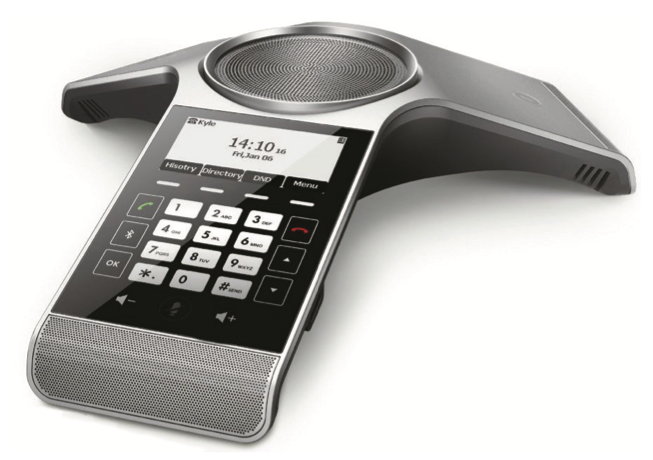 Kyle
14:10 16
Fri,Jan 06
Hisotry Directory DND Menu
1 2 ABC 3 DEF
4 GHI 5 JKL 6 MNO
OK 7 PQRS 8 TUV 9 WXYZ
*. 0 #SEND
- +